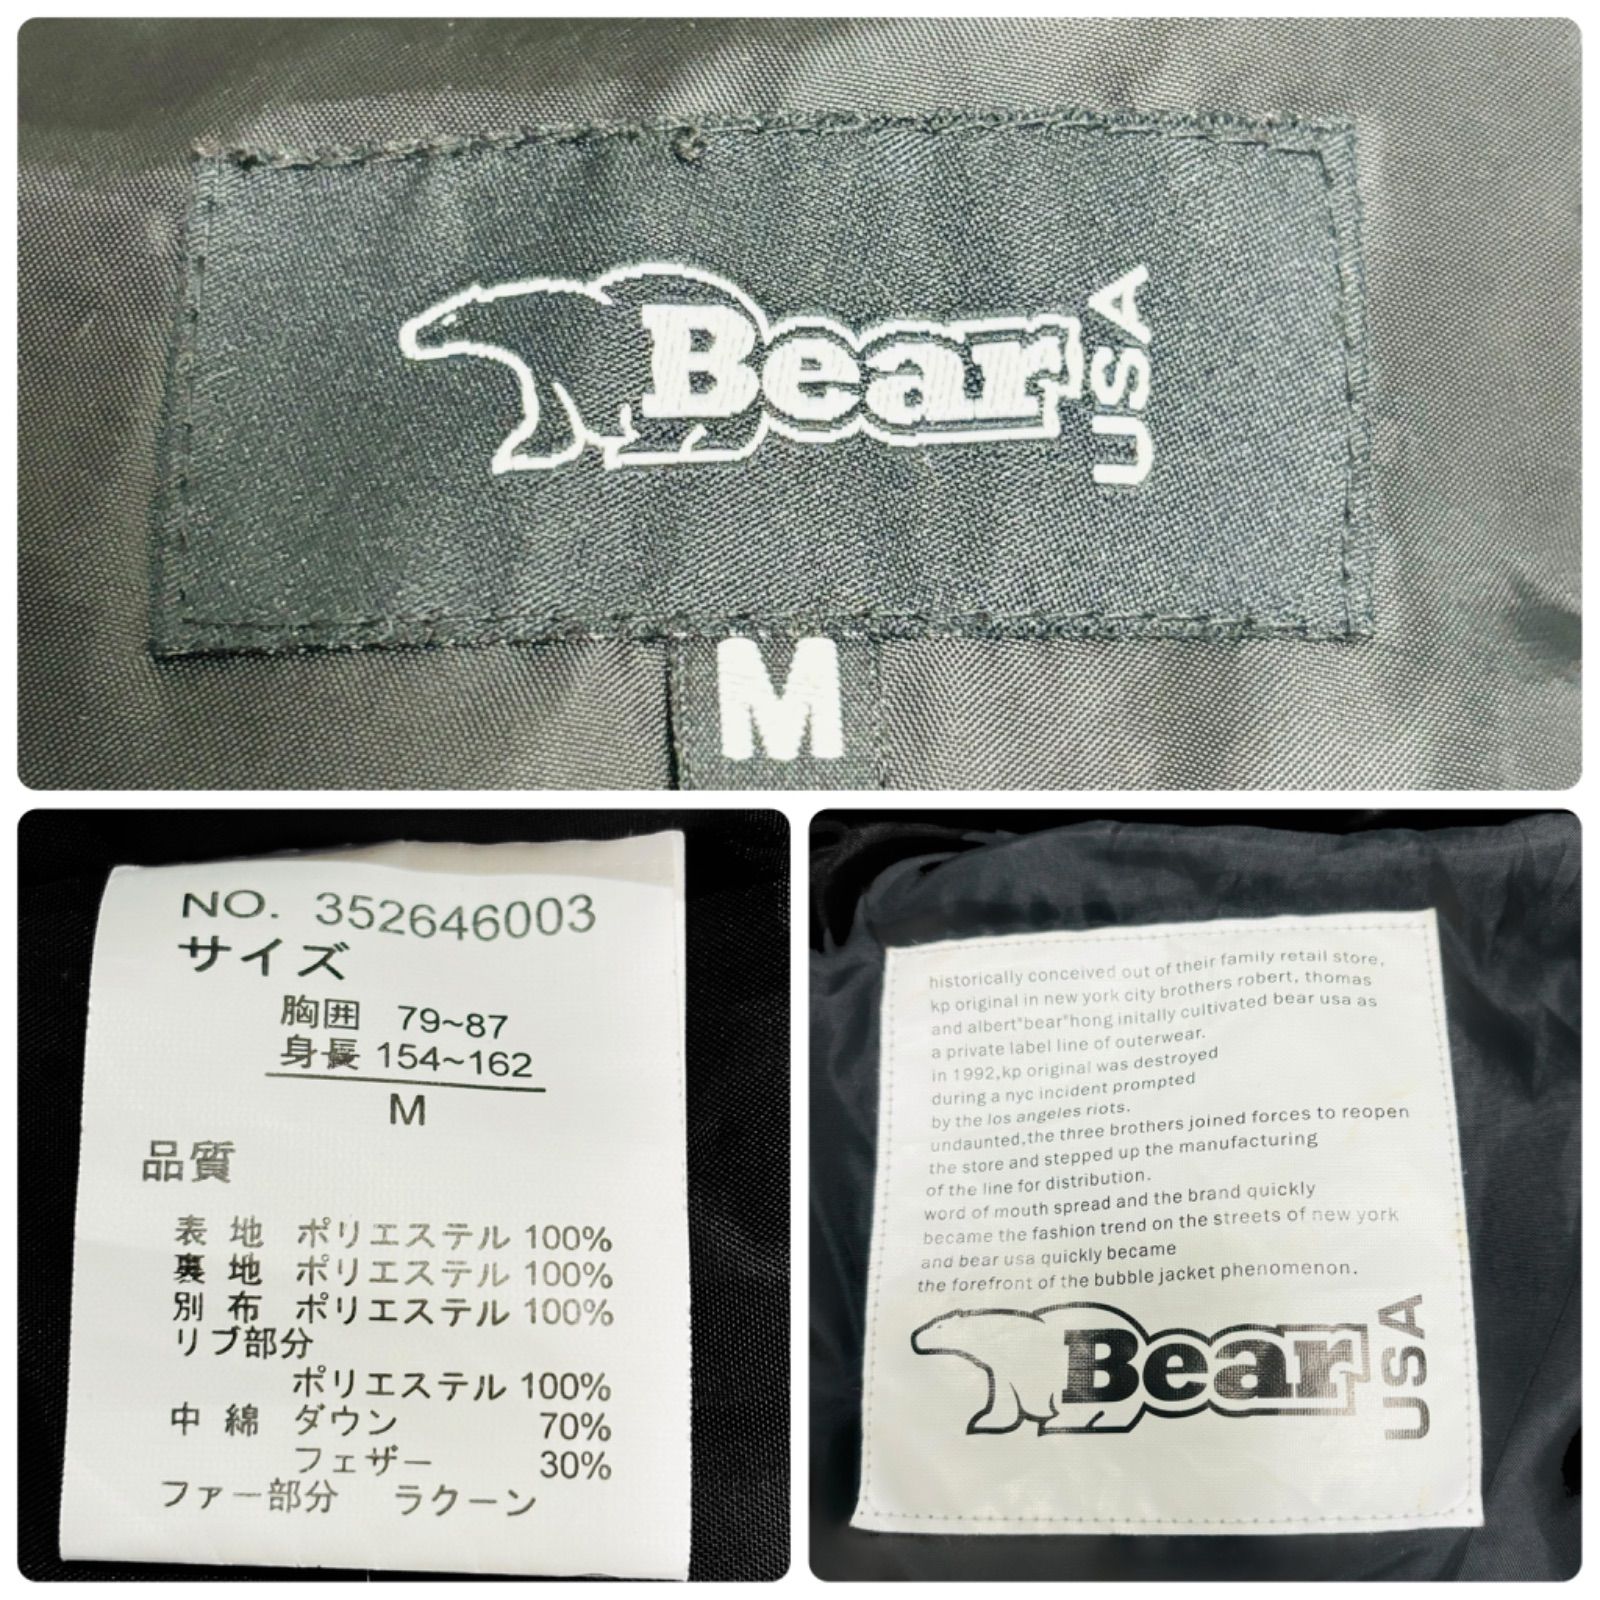 Bear USA
M
NO. 352646003
サイズ
胸囲 79~87
身長 154~162
M
品質
表 地 ポリエステル 100%
裏 地 ポリエステル 100%
別 布 ポリエステル 100%
リブ部分
ポリエステル 100%
中 綿 ダウン 70%
フェザー 30%
ファー部分 ラクーン
historically conceived out of their family retail store,
kp original in new york city brothers robert, thomas
and albert"bear"hong initally cultivated bear usa as
a private label line of outerwear.
in 1992,kp original was destroyed
during a nyc incident prompted
by the los angeles riots.
undaunted,the three brothers joined forces to reopen
the store and stepped up the manufacturing
of the line for distribution.
word of mouth spread and the brand quickly
became the fashion trend on the streets of new york
and bear usa quickly became
the forefront of the bubble jacket phenomenon.
Bear USA